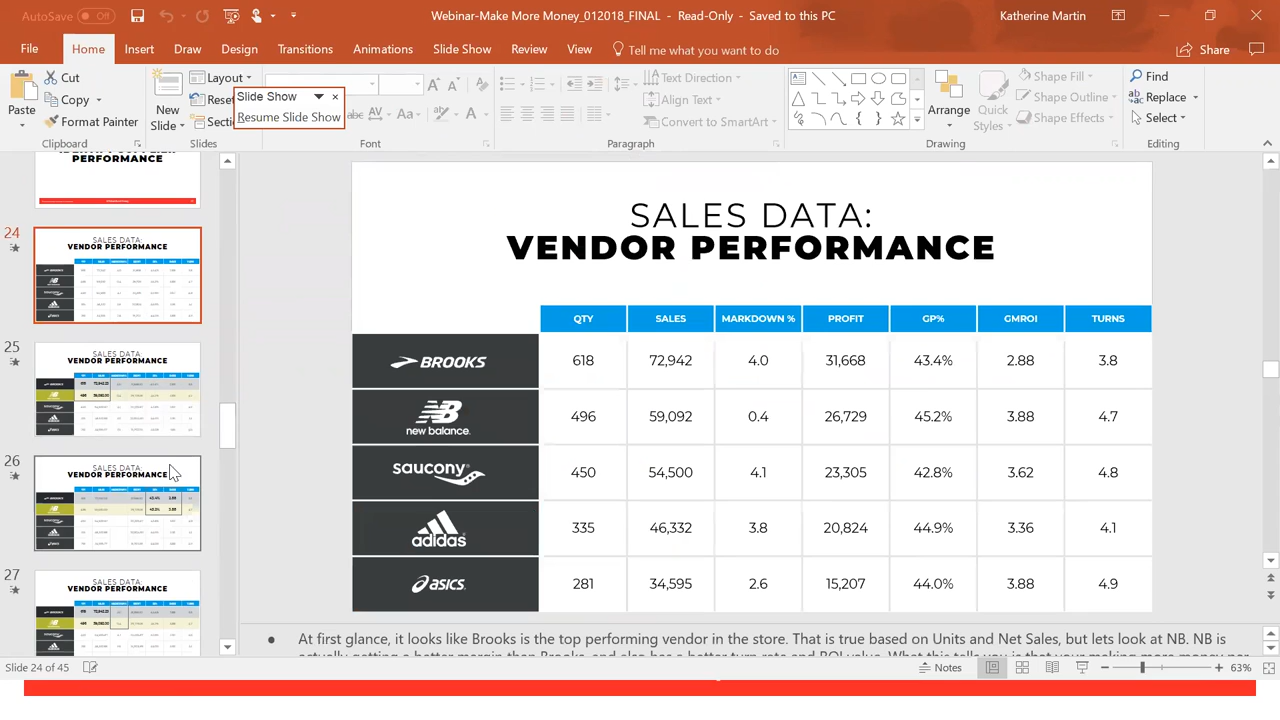 AutoSave Off
Webinar-Make More Money_012018_FINAL - Read-Only - Saved to this PC
Katherine Martin
File Home Insert Draw Design Transitions Animations Slide Show Review View Tell me what you want to do Share
Paste
Cut
Copy
Format Painter
Clipboard
New
Slide
Layout
Reset
Slides
Slide Show
Resume Slide Show
Font
Text Direction
Align Text
Convert to SmartArt
Paragraph
Arrange
Quick
Styles
Shape Fill
Shape Outline
Shape Effects
Drawing
Find
Replace
Select
Editing
PERFORMANCE
24
SALES DATA:
VENDOR PERFORMANCE
25
SALES DATA:
VENDOR PERFORMANCE
26
SALES DATA:
VENDOR PERFORMANCE
27
SALES DATA:
VENDOR PERFORMANCE
SALES DATA:
VENDOR PERFORMANCE
QTY SALES MARKDOWN % PROFIT GP% GMROI TURNS
BROOKS 618 72,942 4.0 31,668 43.4% 2.88 3.8
new balance. 496 59,092 0.4 26,729 45.2% 3.88 4.7
saucony 450 54,500 4.1 23,305 42.8% 3.62 4.8
adidas 335 46,332 3.8 20,824 44.9% 3.36 4.1
asics 281 34,595 2.6 15,207 44.0% 3.88 4.9
• At first glance, it looks like Brooks is the top performing vendor in the store. That is true based on Units and Net Sales, but lets look at NB. NB is
Slide 24 of 45
Notes
63%